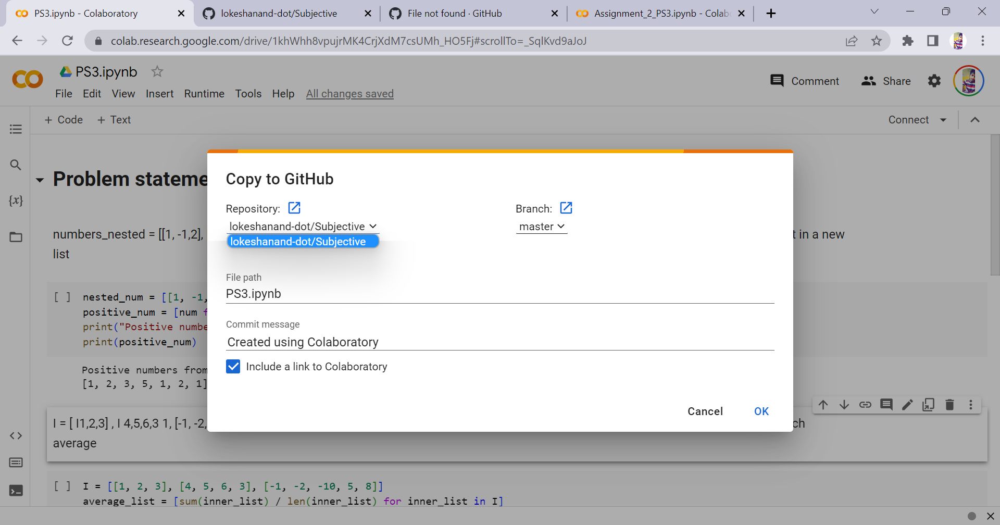 PS3.ipynb - Colaboratory
lokeshanand-dot/Subjective
File not found · GitHub
Assignment_2_PS3.ipynb - Colab
colab.research.google.com/drive/1khWhh8vpujrMK4CrjXdM7csUMh_HO5Fj#scrollTo=_SqlKvd9aJoJ
PS3.ipynb
Comment
Share
File Edit View Insert Runtime Tools Help All changes saved
+ Code + Text
Connect
Problem stateme
Copy to GitHub
Repository:
Branch:
lokeshanand-dot/Subjective
master
lokeshanand-dot/Subjective
numbers_nested = [[1, -1,2],
t in a new
list
File path
PS3.ipynb
[ ] nested_num = [[1, -1,
positive_num = [num f
print("Positive numbe
print(positive_num)
Commit message
Created using Colaboratory
Include a link to Colaboratory
Positive numbers from
[1, 2, 3, 5, 1, 2, 1]
Cancel
OK
I = [ I1,2,3] , I 4,5,6,3 1, [-1, -2,
ch
average
[ ] I = [[1, 2, 3], [4, 5, 6, 3], [-1, -2, -10, 5, 8]]
average_list = [sum(inner_list) / len(inner_list) for inner_list in I]